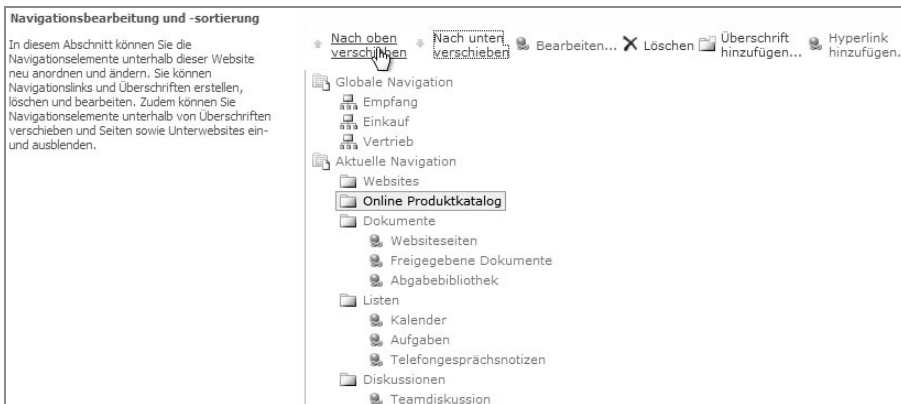 Navigationsbearbeitung und -sortierung
In diesem Abschnitt können Sie die
Navigationselemente unterhalb dieser Website
neu anordnen und ändern. Sie können
Navigationslinks und Überschriften erstellen,
löschen und bearbeiten. Zudem können Sie
Navigationselemente unterhalb von Überschriften
verschieben und Seiten sowie Unterwebsites ein-
und ausblenden.
Nach oben
verschieben
Nach unten
verschieben
Bearbeiten...
Löschen
Überschrift
hinzufügen...
Hyperlink
hinzufügen.
Globale Navigation
Empfang
Einkauf
Vertrieb
Aktuelle Navigation
Websites
Online Produktkatalog
Dokumente
Websiteseiten
Freigegebene Dokumente
Abgabebibliothek
Listen
Kalender
Aufgaben
Telefongesprächsnotizen
Diskussionen
Teamdiskussion